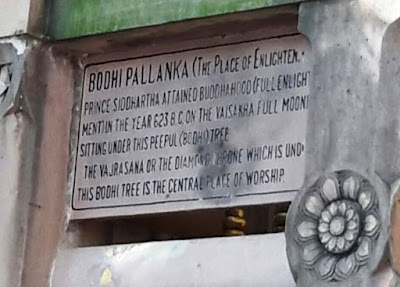 BODHI PALLANKA (THE PLACE OF ENLIGHTEN
PRINCE SIDDHARTHA ATTAINED BUDDHAHOOD (FULL ENLIGHT
MENT) IN THE YEAR 623 B.C. ON THE VAISAKHA FULL MOON
SITTING UNDER THIS PEEPUL (BODHI) TREE
THE VAJRASANA OR THE DIAMOND THRONE WHICH IS UND
THIS BODHI TREE IS THE CENTRAL PLACE OF WORSHIP.